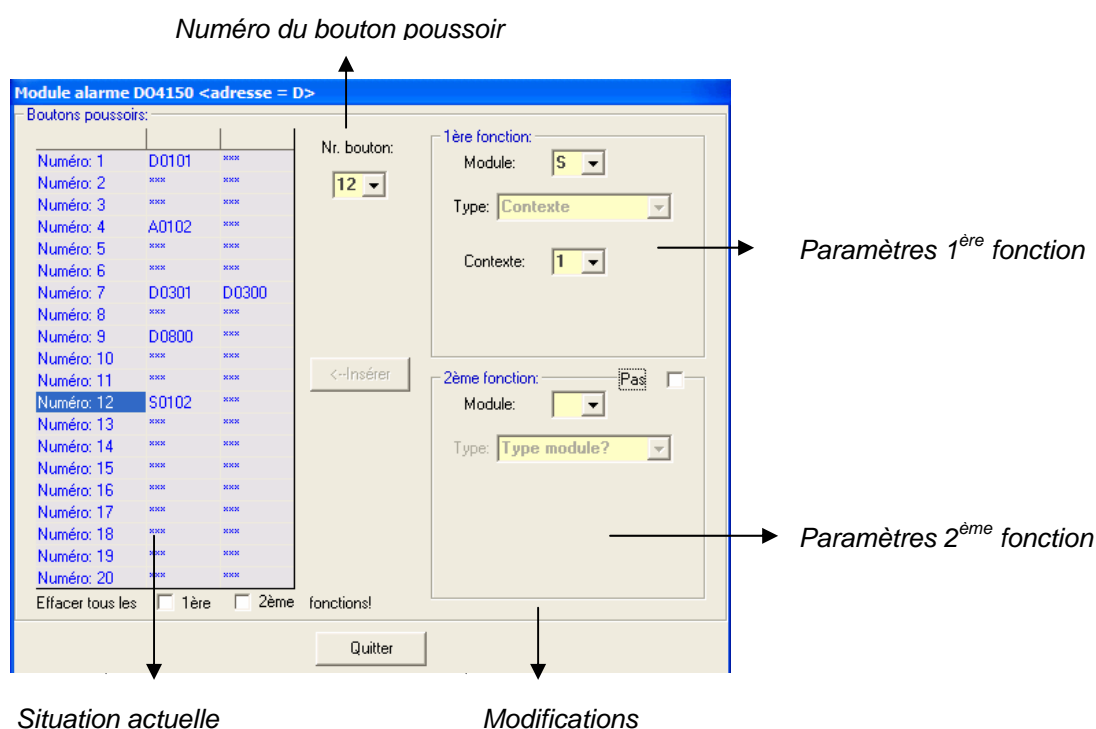 Numéro du bouton poussoir
Module alarme DO4150 <adresse = D>
Boutons poussoirs:
Numéro: 1 D0101 ***
Numéro: 2 *** ***
Numéro: 3 *** ***
Numéro: 4 A0102 ***
Numéro: 5 *** ***
Numéro: 6 *** ***
Numéro: 7 D0301 D0300
Numéro: 8 *** ***
Numéro: 9 D0800 ***
Numéro: 10 *** ***
Numéro: 11 *** ***
Numéro: 12 S0102 ***
Numéro: 13 *** ***
Numéro: 14 *** ***
Numéro: 15 *** ***
Numéro: 16 *** ***
Numéro: 17 *** ***
Numéro: 18 *** ***
Numéro: 19 *** ***
Numéro: 20 *** ***
Effacer tous les 1ère 2ème fonctions!
Nr. bouton:
12
<--Insérer
1ère fonction:
Module: S
Type: Contexte
Contexte: 1
2ème fonction: Pas
Module:
Type: Type module?
Quitter
Paramètres 1ère fonction
Paramètres 2ème fonction
Situation actuelle
Modifications